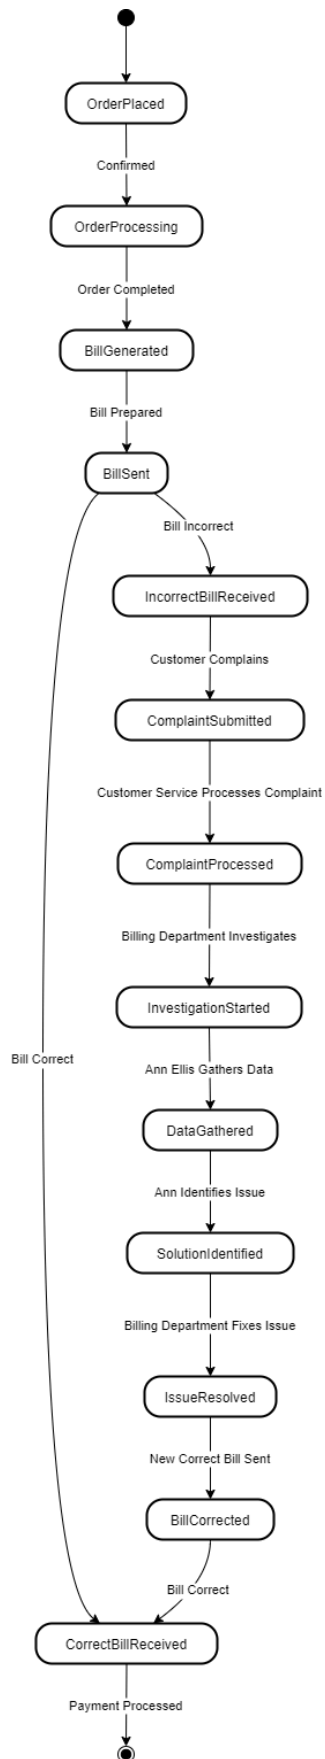 OrderPlaced
Confirmed
OrderProcessing
Order Completed
BillGenerated
Bill Prepared
BillSent
Bill Incorrect
IncorrectBillReceived
Customer Complains
ComplaintSubmitted
Customer Service Processes Complaint
ComplaintProcessed
Billing Department Investigates
InvestigationStarted
Bill Correct
Ann Ellis Gathers Data
DataGathered
Ann Identifies Issue
SolutionIdentified
Billing Department Fixes Issue
IssueResolved
New Correct Bill Sent
BillCorrected
Bill Correct
CorrectBillReceived
Payment Processed